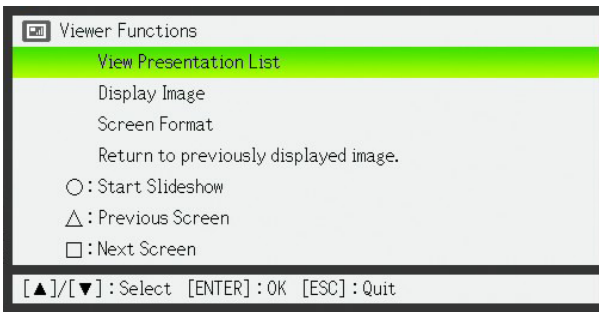 Viewer Functions
View Presentation List
Display Image
Screen Format
Return to previously displayed image.
○:Start Slideshow
△:Previous Screen
□:Next Screen
[▲]/[▼]:Select [ENTER]:OK [ESC]:Quit